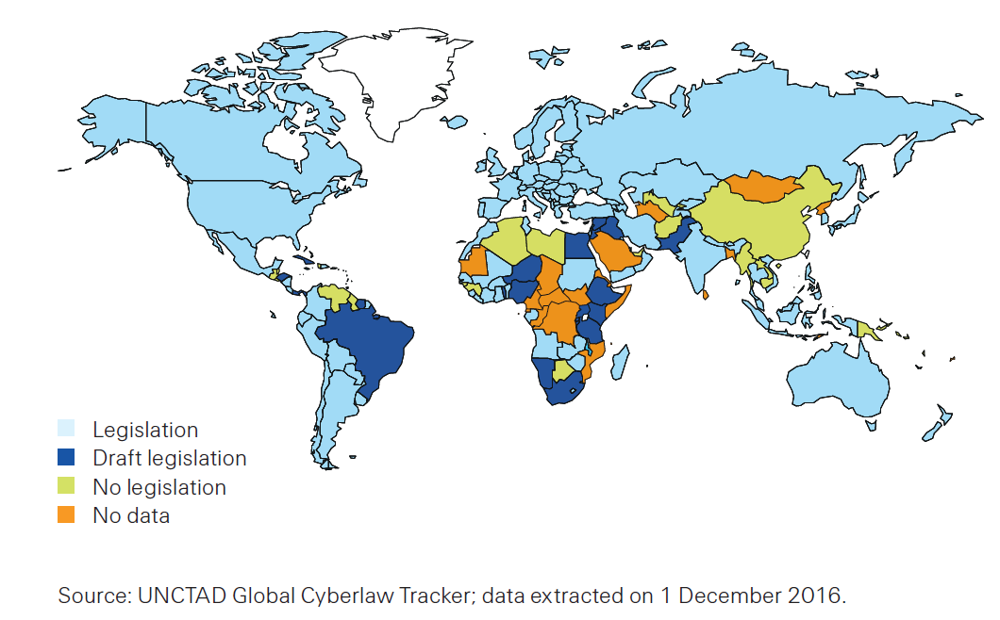 Legislation
Draft legislation
No legislation
No data
Source: UNCTAD Global Cyberlaw Tracker; data extracted on 1 December 2016.